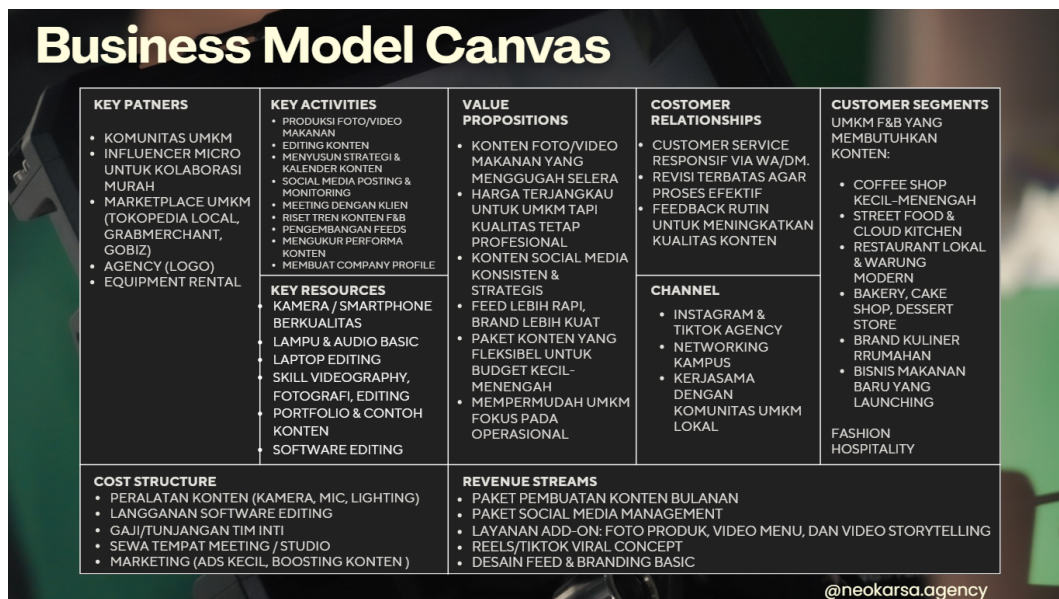 Business Model Canvas
KEY PATNERS
KOMUNITAS UMKM
INFLUENCER MICRO
UNTUK KOLABORASI
MURAH
MARKETPLACE UMKM
(TOKOPEDIA LOCAL,
GRABMERCHANT,
GOBIZ)
AGENCY (LOGO)
EQUIPMENT RENTAL
KEY ACTIVITIES
PRODUKSI FOTO/VIDEO
MAKANAN
EDITING KONTEN
MENYUSUN STRATEGI &
KALENDER KONTEN
SOCIAL MEDIA POSTING &
MONITORING
MEETING DENGAN KLIEN
RISET TREN KONTEN F&B
PENGEMBANGAN FEEDS
MENGUKUR PERFORMA
KONTEN
MEMBUAT COMPANY PROFILE
KEY RESOURCES
KAMERA / SMARTPHONE
BERKUALITAS
LAMPU & AUDIO BASIC
LAPTOP EDITING
SKILL VIDEOGRAPHY,
FOTOGRAFI, EDITING
PORTFOLIO & CONTOH
KONTEN
SOFTWARE EDITING
VALUE
PROPOSITIONS
KONTEN FOTO/VIDEO
MAKANAN YANG
MENGGUGAH SELERA
HARGA TERJANGKAU
UNTUK UMKM TAPI
KUALITAS TETAP
PROFESIONAL
KONTEN SOCIAL MEDIA
KONSISTEN &
STRATEGIS
FEED LEBIH RAPI,
BRAND LEBIH KUAT
PAKET KONTEN YANG
FLEKSIBEL UNTUK
BUDGET KECIL-
MENENGAH
MEMPERMUDAH UMKM
FOKUS PADA
OPERASIONAL
COSTOMER
RELATIONSHIPS
CUSTOMER SERVICE
RESPONSIF VIA WA/DM.
REVISI TERBATAS AGAR
PROSES EFEKTIF
FEEDBACK RUTIN
UNTUK MENINGKATKAN
KUALITAS KONTEN
CHANNEL
INSTAGRAM &
TIKTOK AGENCY
NETWORKING
KAMPUS
KERJASAMA
DENGAN
KOMUNITAS UMKM
LOKAL
CUSTOMER SEGMENTS
UMKM F&B YANG
MEMBUTUHKAN
KONTEN:
COFFEE SHOP
KECIL–MENENGAH
STREET FOOD &
CLOUD KITCHEN
RESTAURANT LOKAL
& WARUNG
MODERN
BAKERY, CAKE
SHOP, DESSERT
STORE
BRAND KULINER
RRUMAHAN
BISNIS MAKANAN
BARU YANG
LAUNCHING
FASHION
HOSPITALITY
COST STRUCTURE
PERALATAN KONTEN (KAMERA, MIC, LIGHTING)
LANGGANAN SOFTWARE EDITING
GAJI/TUNJANGAN TIM INTI
SEWA TEMPAT MEETING / STUDIO
MARKETING (ADS KECIL, BOOSTING KONTEN )
REVENUE STREAMS
PAKET PEMBUATAN KONTEN BULANAN
PAKET SOCIAL MEDIA MANAGEMENT
LAYANAN ADD-ON: FOTO PRODUK, VIDEO MENU, DAN VIDEO STORYTELLING
REELS/TIKTOK VIRAL CONCEPT
DESAIN FEED & BRANDING BASIC
@neokarsa.agency